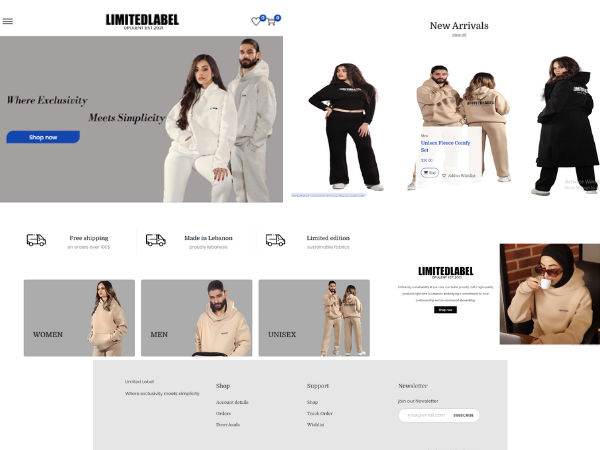 LIMITEDLABEL
OPULENT EST.2021
0
0
Where Exclusivity
Meets Simplicity
Shop now
New Arrivals
view all
LIMITEDLABEL
Men
Unisex Fleece Comfy
Set
$90.00
Buy
Add to Wishlist
Free shipping
on orders over 100$
Made in Lebanon
proudly lebanese
Limited edition
sustainable fabrics
LIMITEDLABEL
OPULENT EST.2021
Shop now
WOMEN
MEN
UNISEX
Limited Label
Where exclusivity meets simplicity
Shop
Account details
Orders
Downloads
Support
Shop
Track Order
Wishlist
Newsletter
Join our Newsletter
your@email.com
SUBSCRIBE